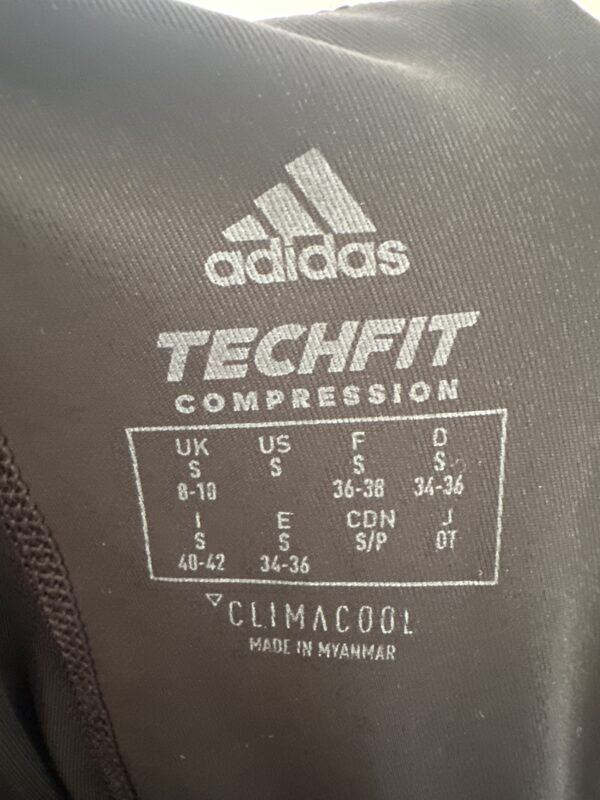 adidas
TECHFIT
COMPRESSION
UK US F D
S S S S
8-10 36-38 34-36
I E CDN J
S S S/P OT
40-42 34-36
CLIMACOOL
MADE IN MYANMAR